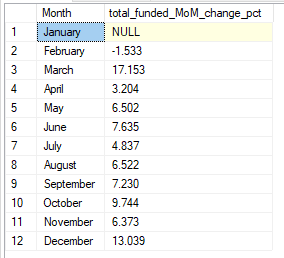 Month total_funded_MoM_change_pct
1 January NULL
2 February -1.533
3 March 17.153
4 April 3.204
5 May 6.502
6 June 7.635
7 July 4.837
8 August 6.522
9 September 7.230
10 October 9.744
11 November 6.373
12 December 13.039